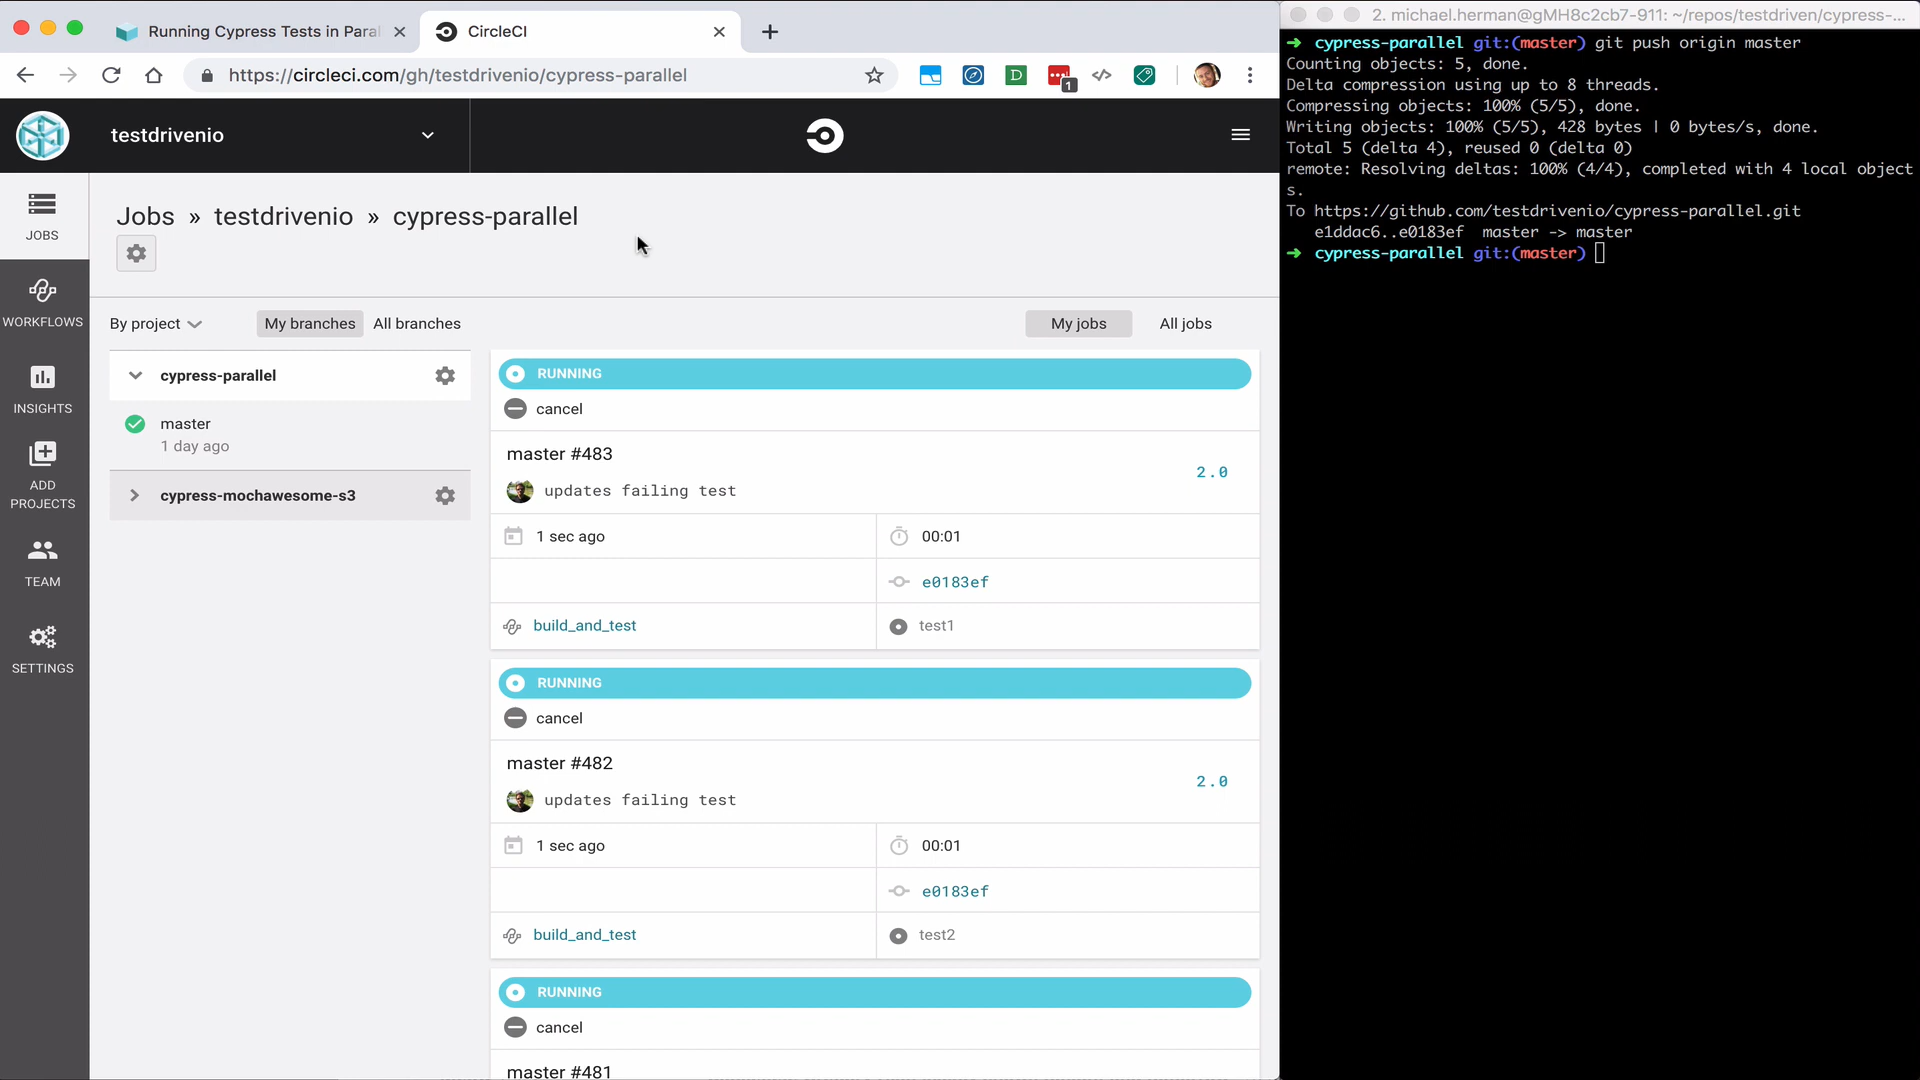 Running Cypress Tests in Para
CircleCI
https://circleci.com/gh/testdrivenio/cypress-parallel
D
1
testdrivenio
JOBS
WORKFLOWS
INSIGHTS
ADD
PROJECTS
TEAM
SETTINGS
Jobs » testdrivenio » cypress-parallel
By project
My branches
All branches
My jobs
All jobs
cypress-parallel
master
1 day ago
cypress-mochawesome-s3
RUNNING
cancel
master #483
2.0
updates failing test
1 sec ago
00:01
e0183ef
build_and_test
test1
RUNNING
cancel
master #482
2.0
updates failing test
1 sec ago
00:01
e0183ef
build_and_test
test2
RUNNING
cancel
master #481
2. michael.herman@gMH8c2cb7-911: ~/repos/testdriven/cypress-...
➜ cypress-parallel git:(master) git push origin master
Counting objects: 5, done.
Delta compression using up to 8 threads.
Compressing objects: 100% (5/5), done.
Writing objects: 100% (5/5), 428 bytes | 0 bytes/s, done.
Total 5 (delta 4), reused 0 (delta 0)
remote: Resolving deltas: 100% (4/4), completed with 4 local object
s.
To https://github.com/testdrivenio/cypress-parallel.git
e1ddac6..e0183ef master -> master
➜ cypress-parallel git:(master)